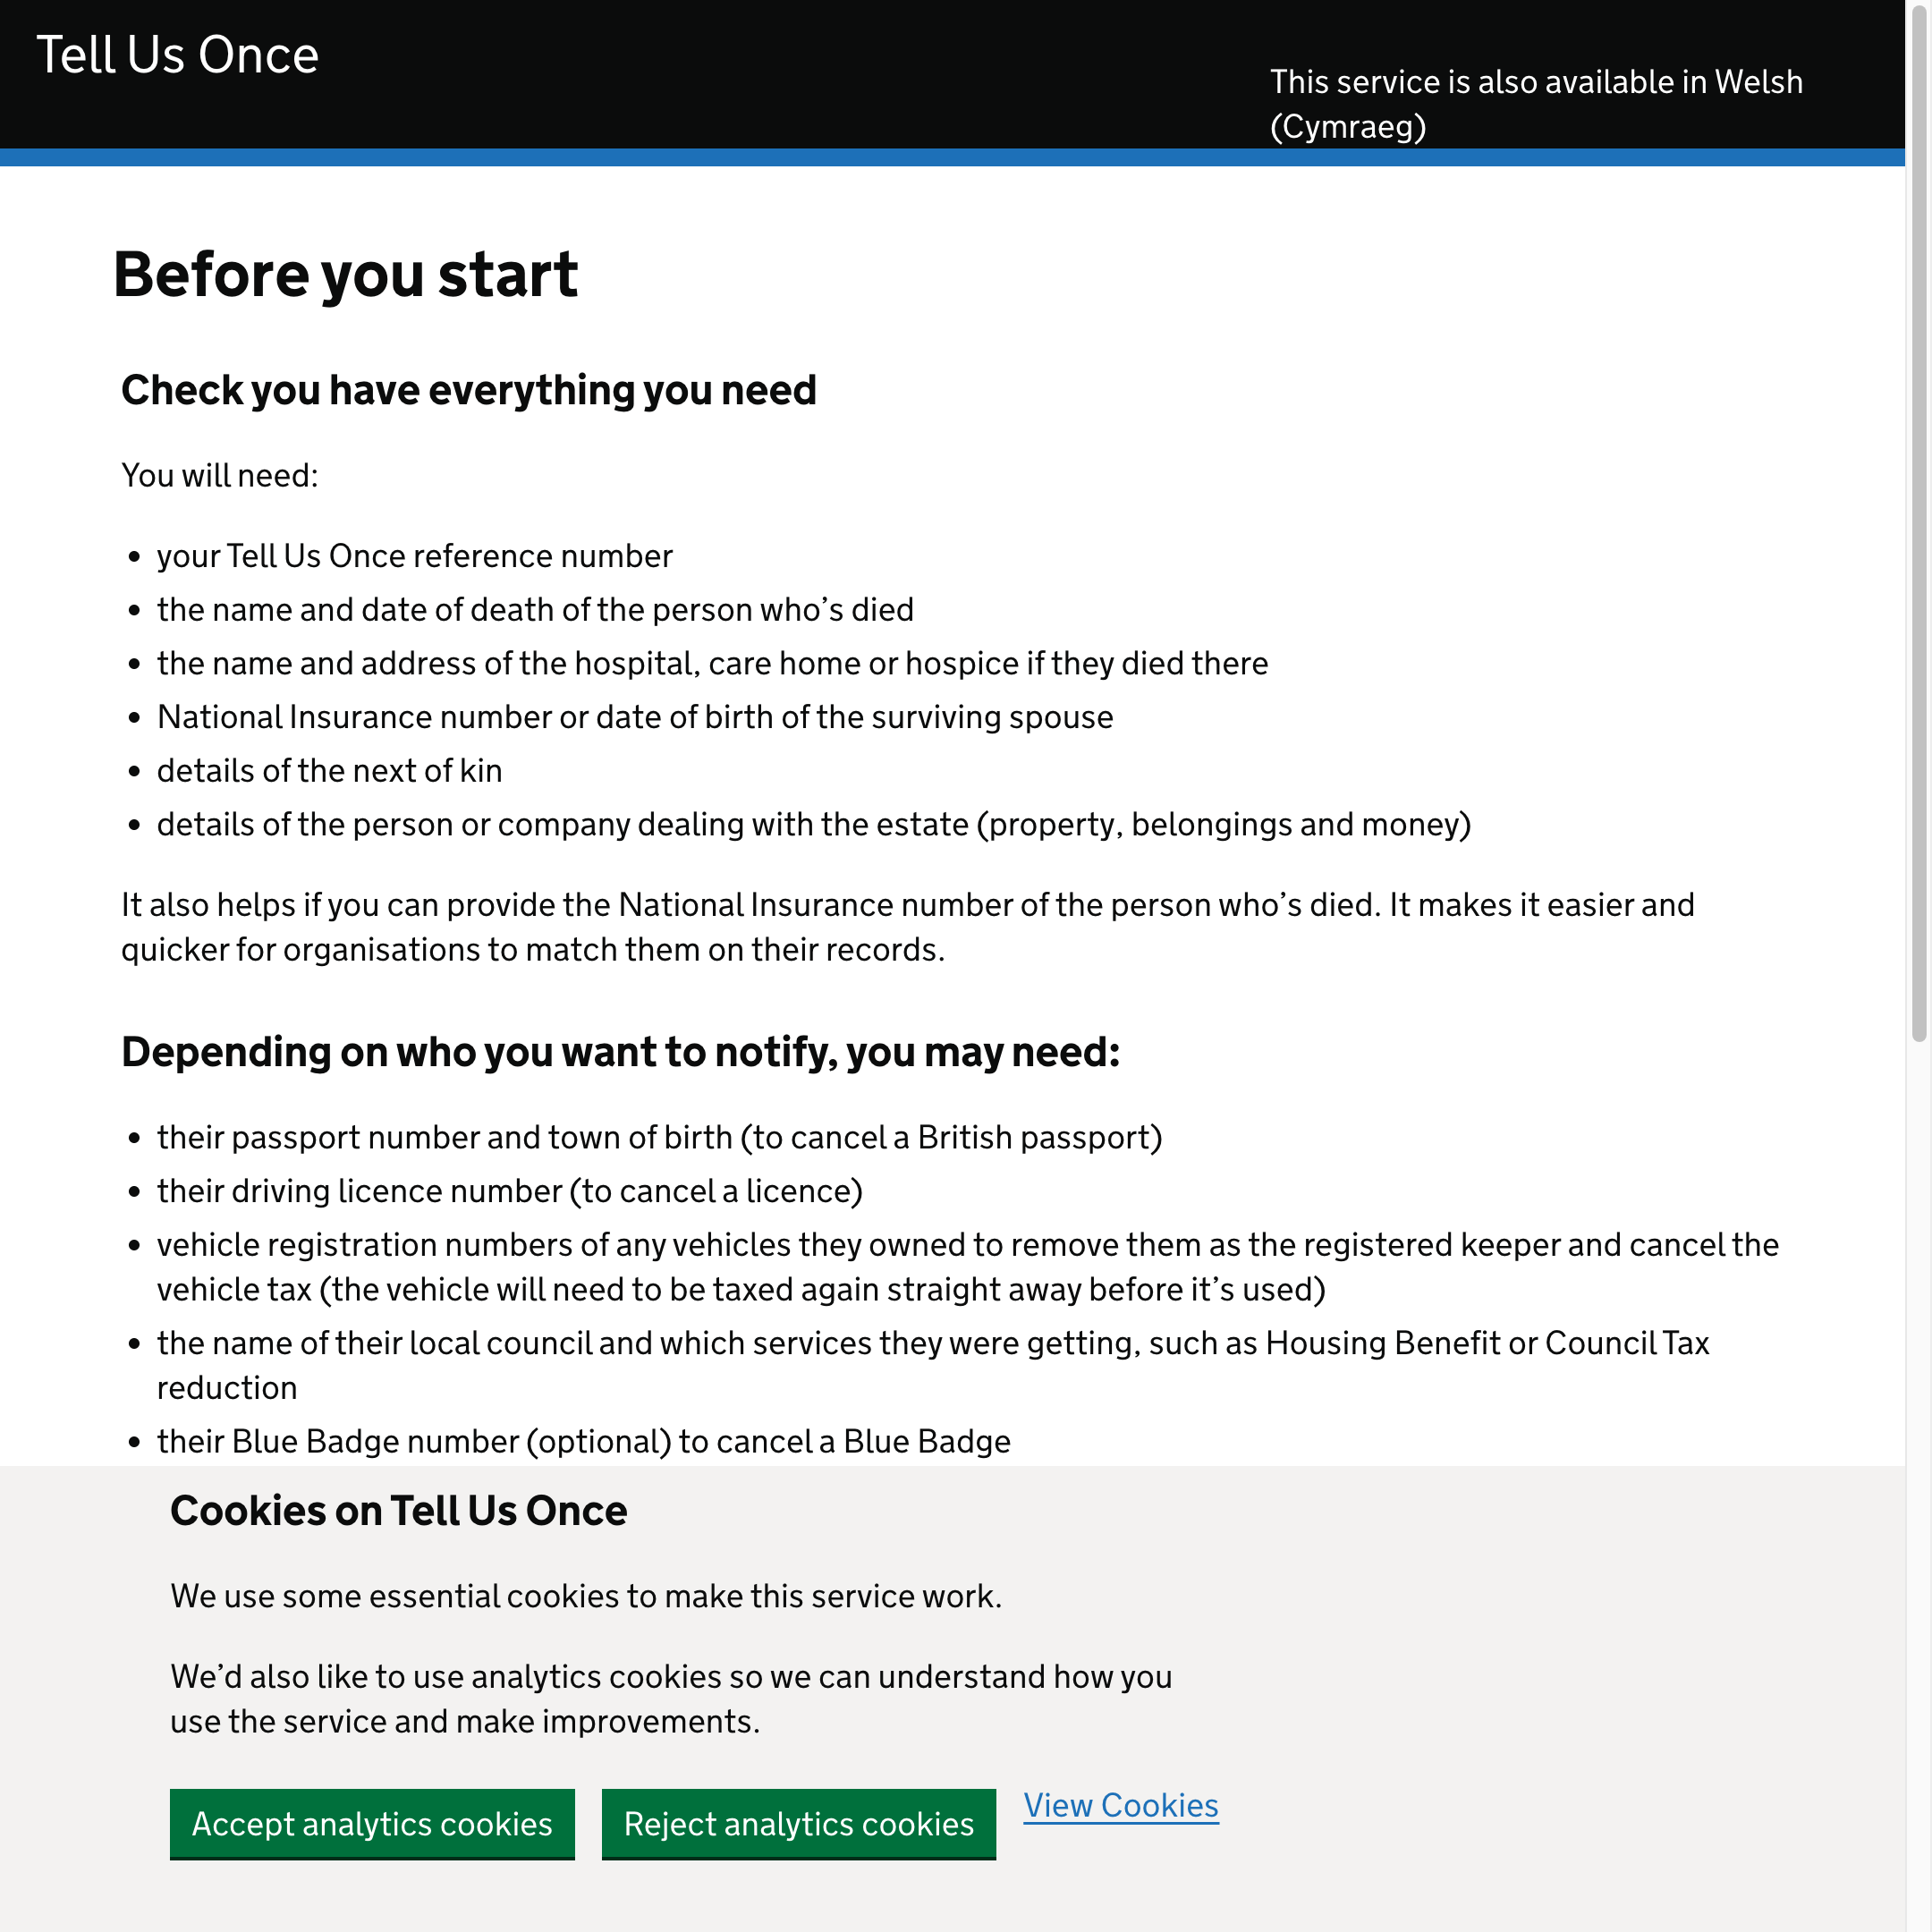 Tell Us Once
This service is also available in Welsh
(Cymraeg)
Before you start
Check you have everything you need
You will need:
your Tell Us Once reference number
the name and date of death of the person who’s died
the name and address of the hospital, care home or hospice if they died there
National Insurance number or date of birth of the surviving spouse
details of the next of kin
details of the person or company dealing with the estate (property, belongings and money)
It also helps if you can provide the National Insurance number of the person who’s died. It makes it easier and
quicker for organisations to match them on their records.
Depending on who you want to notify, you may need:
their passport number and town of birth (to cancel a British passport)
their driving licence number (to cancel a licence)
vehicle registration numbers of any vehicles they owned to remove them as the registered keeper and cancel the
vehicle tax (the vehicle will need to be taxed again straight away before it’s used)
the name of their local council and which services they were getting, such as Housing Benefit or Council Tax
reduction
their Blue Badge number (optional) to cancel a Blue Badge
Cookies on Tell Us Once
We use some essential cookies to make this service work.
We’d also like to use analytics cookies so we can understand how you
use the service and make improvements.
Accept analytics cookies
Reject analytics cookies
View Cookies